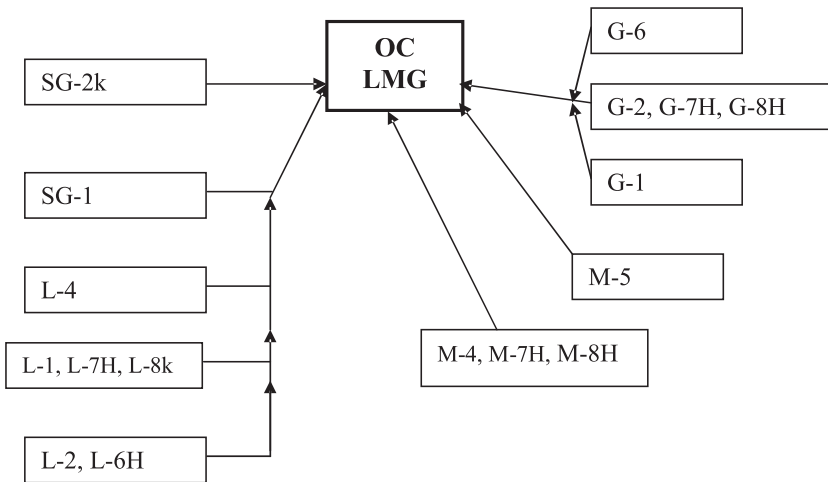 OC
LMG
G-6
SG-2k
G-2, G-7H, G-8H
SG-1
G-1
L-4
M-5
L-1, L-7H, L-8k
M-4, M-7H, M-8H
L-2, L-6H